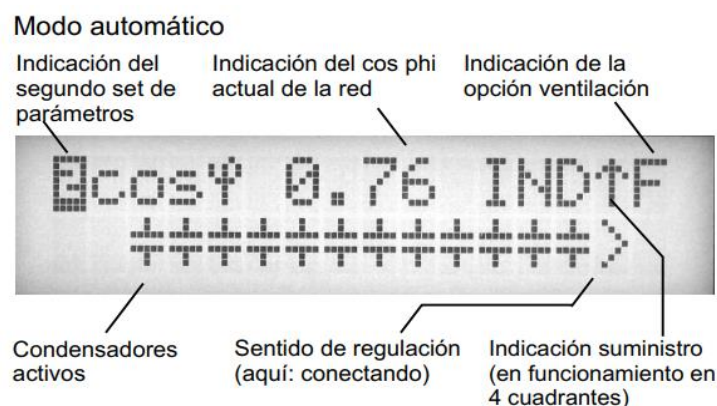 Modo automático
Indicación del segundo set de parámetros
Indicación del cos phi actual de la red
Indicación de la opción ventilación
2cosφ 0.76 IND↑F
>
Condensadores activos
Sentido de regulación (aquí: conectando)
Indicación suministro (en funcionamiento en 4 cuadrantes)